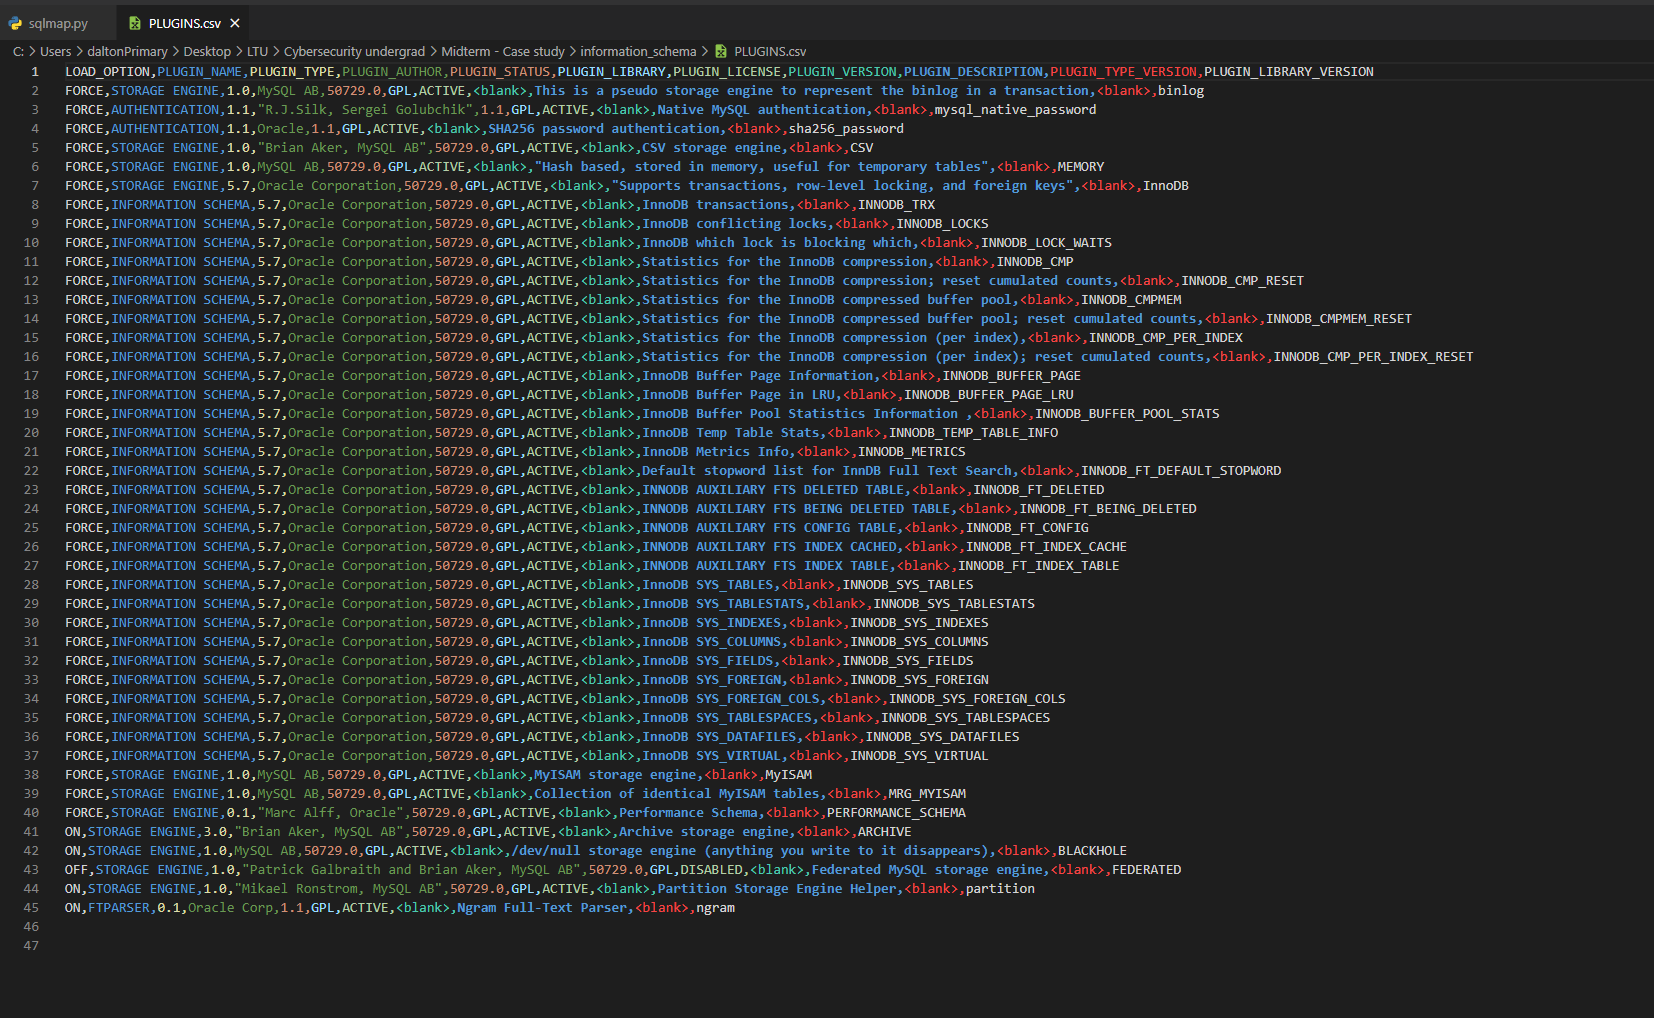 sqlmap.py PLUGINS.csv ×
C: > Users > daltonPrimary > Desktop > LTU > Cybersecurity undergrad > Midterm - Case study > information_schema > PLUGINS.csv
1 LOAD_OPTION,PLUGIN_NAME,PLUGIN_TYPE,PLUGIN_AUTHOR,PLUGIN_STATUS,PLUGIN_LIBRARY,PLUGIN_LICENSE,PLUGIN_VERSION,PLUGIN_DESCRIPTION,PLUGIN_TYPE_VERSION,PLUGIN_LIBRARY_VERSION
2 FORCE,STORAGE ENGINE,1.0,MySQL AB,50729.0,GPL,ACTIVE,<blank>,This is a pseudo storage engine to represent the binlog in a transaction,<blank>,binlog
3 FORCE,AUTHENTICATION,1.1,"R.J.Silk, Sergei Golubchik",1.1,GPL,ACTIVE,<blank>,Native MySQL authentication,<blank>,mysql_native_password
4 FORCE,AUTHENTICATION,1.1,Oracle,1.1,GPL,ACTIVE,<blank>,SHA256 password authentication,<blank>,sha256_password
5 FORCE,STORAGE ENGINE,1.0,"Brian Aker, MySQL AB",50729.0,GPL,ACTIVE,<blank>,CSV storage engine,<blank>,CSV
6 FORCE,STORAGE ENGINE,1.0,MySQL AB,50729.0,GPL,ACTIVE,<blank>,"Hash based, stored in memory, useful for temporary tables",<blank>,MEMORY
7 FORCE,STORAGE ENGINE,5.7,Oracle Corporation,50729.0,GPL,ACTIVE,<blank>,"Supports transactions, row-level locking, and foreign keys",<blank>,InnoDB
8 FORCE,INFORMATION SCHEMA,5.7,Oracle Corporation,50729.0,GPL,ACTIVE,<blank>,InnoDB transactions,<blank>,INNODB_TRX
9 FORCE,INFORMATION SCHEMA,5.7,Oracle Corporation,50729.0,GPL,ACTIVE,<blank>,InnoDB conflicting locks,<blank>,INNODB_LOCKS
10 FORCE,INFORMATION SCHEMA,5.7,Oracle Corporation,50729.0,GPL,ACTIVE,<blank>,InnoDB which lock is blocking which,<blank>,INNODB_LOCK_WAITS
11 FORCE,INFORMATION SCHEMA,5.7,Oracle Corporation,50729.0,GPL,ACTIVE,<blank>,Statistics for the InnoDB compression,<blank>,INNODB_CMP
12 FORCE,INFORMATION SCHEMA,5.7,Oracle Corporation,50729.0,GPL,ACTIVE,<blank>,Statistics for the InnoDB compression; reset cumulated counts,<blank>,INNODB_CMP_RESET
13 FORCE,INFORMATION SCHEMA,5.7,Oracle Corporation,50729.0,GPL,ACTIVE,<blank>,Statistics for the InnoDB compressed buffer pool,<blank>,INNODB_CMPMEM
14 FORCE,INFORMATION SCHEMA,5.7,Oracle Corporation,50729.0,GPL,ACTIVE,<blank>,Statistics for the InnoDB compressed buffer pool; reset cumulated counts,<blank>,INNODB_CMPMEM_RESET
15 FORCE,INFORMATION SCHEMA,5.7,Oracle Corporation,50729.0,GPL,ACTIVE,<blank>,Statistics for the InnoDB compression (per index),<blank>,INNODB_CMP_PER_INDEX
16 FORCE,INFORMATION SCHEMA,5.7,Oracle Corporation,50729.0,GPL,ACTIVE,<blank>,Statistics for the InnoDB compression (per index); reset cumulated counts,<blank>,INNODB_CMP_PER_INDEX_RESET
17 FORCE,INFORMATION SCHEMA,5.7,Oracle Corporation,50729.0,GPL,ACTIVE,<blank>,InnoDB Buffer Page Information,<blank>,INNODB_BUFFER_PAGE
18 FORCE,INFORMATION SCHEMA,5.7,Oracle Corporation,50729.0,GPL,ACTIVE,<blank>,InnoDB Buffer Page in LRU,<blank>,INNODB_BUFFER_PAGE_LRU
19 FORCE,INFORMATION SCHEMA,5.7,Oracle Corporation,50729.0,GPL,ACTIVE,<blank>,InnoDB Buffer Pool Statistics Information ,<blank>,INNODB_BUFFER_POOL_STATS
20 FORCE,INFORMATION SCHEMA,5.7,Oracle Corporation,50729.0,GPL,ACTIVE,<blank>,InnoDB Temp Table Stats,<blank>,INNODB_TEMP_TABLE_INFO
21 FORCE,INFORMATION SCHEMA,5.7,Oracle Corporation,50729.0,GPL,ACTIVE,<blank>,InnoDB Metrics Info,<blank>,INNODB_METRICS
22 FORCE,INFORMATION SCHEMA,5.7,Oracle Corporation,50729.0,GPL,ACTIVE,<blank>,Default stopword list for InnDB Full Text Search,<blank>,INNODB_FT_DEFAULT_STOPWORD
23 FORCE,INFORMATION SCHEMA,5.7,Oracle Corporation,50729.0,GPL,ACTIVE,<blank>,INNODB AUXILIARY FTS DELETED TABLE,<blank>,INNODB_FT_DELETED
24 FORCE,INFORMATION SCHEMA,5.7,Oracle Corporation,50729.0,GPL,ACTIVE,<blank>,INNODB AUXILIARY FTS BEING DELETED TABLE,<blank>,INNODB_FT_BEING_DELETED
25 FORCE,INFORMATION SCHEMA,5.7,Oracle Corporation,50729.0,GPL,ACTIVE,<blank>,INNODB AUXILIARY FTS CONFIG TABLE,<blank>,INNODB_FT_CONFIG
26 FORCE,INFORMATION SCHEMA,5.7,Oracle Corporation,50729.0,GPL,ACTIVE,<blank>,INNODB AUXILIARY FTS INDEX CACHED,<blank>,INNODB_FT_INDEX_CACHE
27 FORCE,INFORMATION SCHEMA,5.7,Oracle Corporation,50729.0,GPL,ACTIVE,<blank>,INNODB AUXILIARY FTS INDEX TABLE,<blank>,INNODB_FT_INDEX_TABLE
28 FORCE,INFORMATION SCHEMA,5.7,Oracle Corporation,50729.0,GPL,ACTIVE,<blank>,InnoDB SYS_TABLES,<blank>,INNODB_SYS_TABLES
29 FORCE,INFORMATION SCHEMA,5.7,Oracle Corporation,50729.0,GPL,ACTIVE,<blank>,InnoDB SYS_TABLESTATS,<blank>,INNODB_SYS_TABLESTATS
30 FORCE,INFORMATION SCHEMA,5.7,Oracle Corporation,50729.0,GPL,ACTIVE,<blank>,InnoDB SYS_INDEXES,<blank>,INNODB_SYS_INDEXES
31 FORCE,INFORMATION SCHEMA,5.7,Oracle Corporation,50729.0,GPL,ACTIVE,<blank>,InnoDB SYS_COLUMNS,<blank>,INNODB_SYS_COLUMNS
32 FORCE,INFORMATION SCHEMA,5.7,Oracle Corporation,50729.0,GPL,ACTIVE,<blank>,InnoDB SYS_FIELDS,<blank>,INNODB_SYS_FIELDS
33 FORCE,INFORMATION SCHEMA,5.7,Oracle Corporation,50729.0,GPL,ACTIVE,<blank>,InnoDB SYS_FOREIGN,<blank>,INNODB_SYS_FOREIGN
34 FORCE,INFORMATION SCHEMA,5.7,Oracle Corporation,50729.0,GPL,ACTIVE,<blank>,InnoDB SYS_FOREIGN_COLS,<blank>,INNODB_SYS_FOREIGN_COLS
35 FORCE,INFORMATION SCHEMA,5.7,Oracle Corporation,50729.0,GPL,ACTIVE,<blank>,InnoDB SYS_TABLESPACES,<blank>,INNODB_SYS_TABLESPACES
36 FORCE,INFORMATION SCHEMA,5.7,Oracle Corporation,50729.0,GPL,ACTIVE,<blank>,InnoDB SYS_DATAFILES,<blank>,INNODB_SYS_DATAFILES
37 FORCE,INFORMATION SCHEMA,5.7,Oracle Corporation,50729.0,GPL,ACTIVE,<blank>,InnoDB SYS_VIRTUAL,<blank>,INNODB_SYS_VIRTUAL
38 FORCE,STORAGE ENGINE,1.0,MySQL AB,50729.0,GPL,ACTIVE,<blank>,MyISAM storage engine,<blank>,MyISAM
39 FORCE,STORAGE ENGINE,1.0,MySQL AB,50729.0,GPL,ACTIVE,<blank>,Collection of identical MyISAM tables,<blank>,MRG_MYISAM
40 FORCE,STORAGE ENGINE,0.1,"Marc Alff, Oracle",50729.0,GPL,ACTIVE,<blank>,Performance Schema,<blank>,PERFORMANCE_SCHEMA
41 ON,STORAGE ENGINE,3.0,"Brian Aker, MySQL AB",50729.0,GPL,ACTIVE,<blank>,Archive storage engine,<blank>,ARCHIVE
42 ON,STORAGE ENGINE,1.0,MySQL AB,50729.0,GPL,ACTIVE,<blank>,/dev/null storage engine (anything you write to it disappears),<blank>,BLACKHOLE
43 OFF,STORAGE ENGINE,1.0,"Patrick Galbraith and Brian Aker, MySQL AB",50729.0,GPL,DISABLED,<blank>,Federated MySQL storage engine,<blank>,FEDERATED
44 ON,STORAGE ENGINE,1.0,"Mikael Ronstrom, MySQL AB",50729.0,GPL,ACTIVE,<blank>,Partition Storage Engine Helper,<blank>,partition
45 ON,FTPARSER,0.1,Oracle Corp,1.1,GPL,ACTIVE,<blank>,Ngram Full-Text Parser,<blank>,ngram
46
47